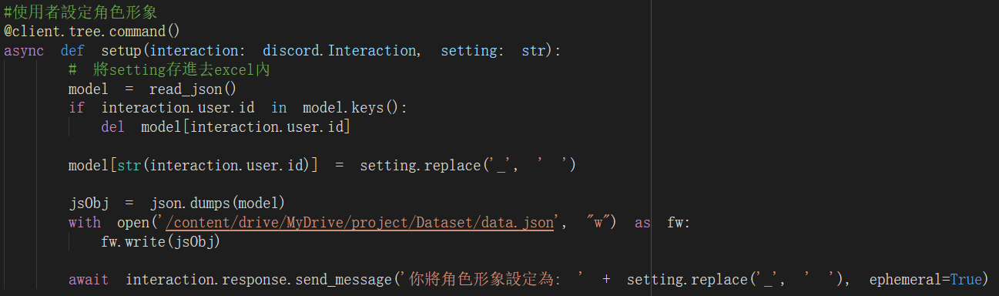 #使用者設定角色形象
@client.tree.command()
async def setup(interaction: discord.Interaction, setting: str):
# 將setting存進去excel內
model = read_json()
if interaction.user.id in model.keys():
del model[interaction.user.id]
model[str(interaction.user.id)] = setting.replace('_', ' ')
jsObj = json.dumps(model)
with open('/content/drive/MyDrive/project/Dataset/data.json', "w") as fw:
fw.write(jsObj)
await interaction.response.send_message('你將角色形象設定為: ' + setting.replace('_', ' '), ephemeral=True)